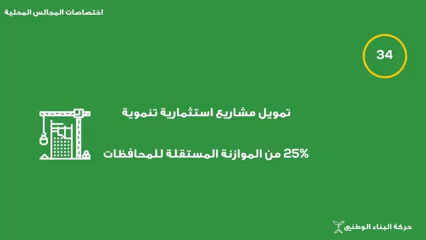 اختصاصات المجالس المحلية
34
تمويل مشاريع استثمارية تنموية
25% من الموازنة المستقلة للمحافظات
حركة البناء الوطني